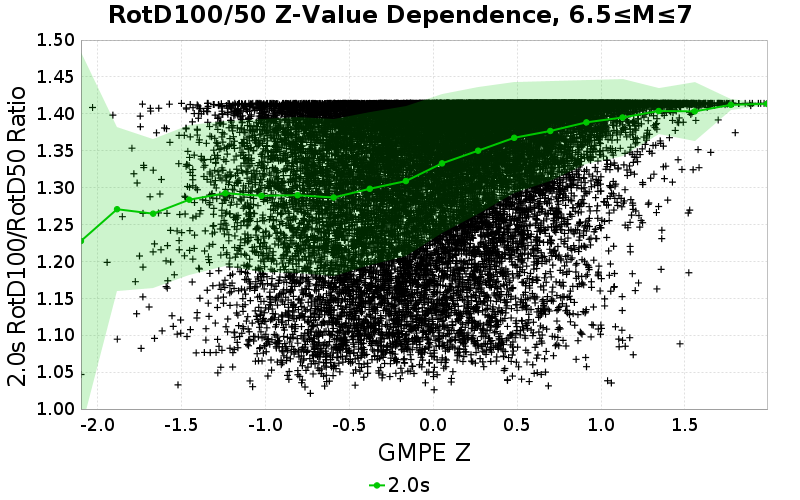 RotD100/50 Z-Value Dependence, 6.5≤M≤7
2.0s RotD100/RotD50 Ratio
1.50
1.45
1.40
1.35
1.30
1.25
1.20
1.15
1.10
1.05
1.00
-2.0 -1.5 -1.0 -0.5 0.0 0.5 1.0 1.5
GMPE Z
2.0s